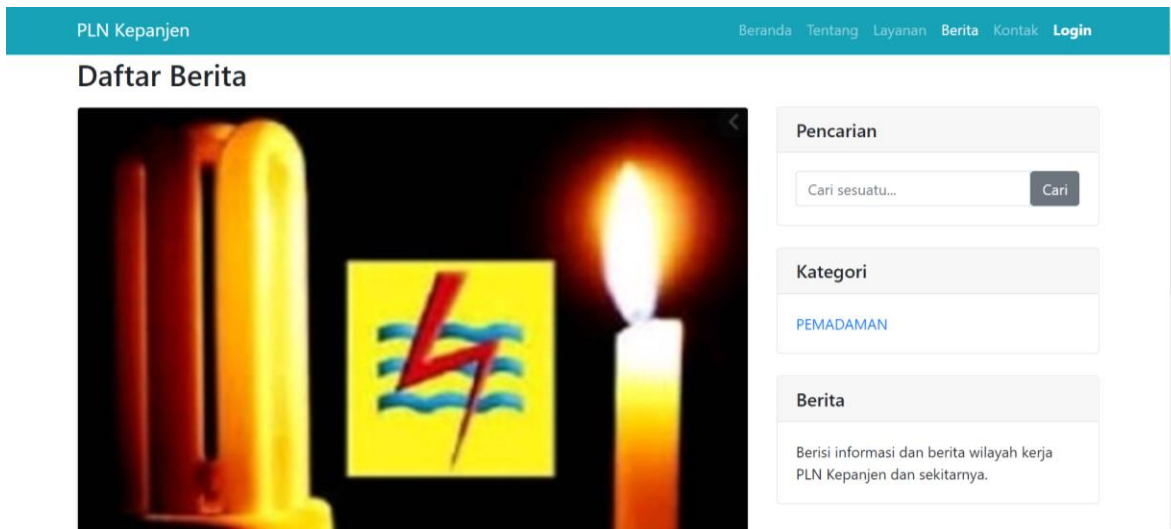 PLN Kepanjen
Beranda Tentang Layanan Berita Kontak Login
Daftar Berita
Pencarian
Cari sesuatu... Cari
Kategori
PEMADAMAN
Berita
Berisi informasi dan berita wilayah kerja
PLN Kepanjen dan sekitarnya.